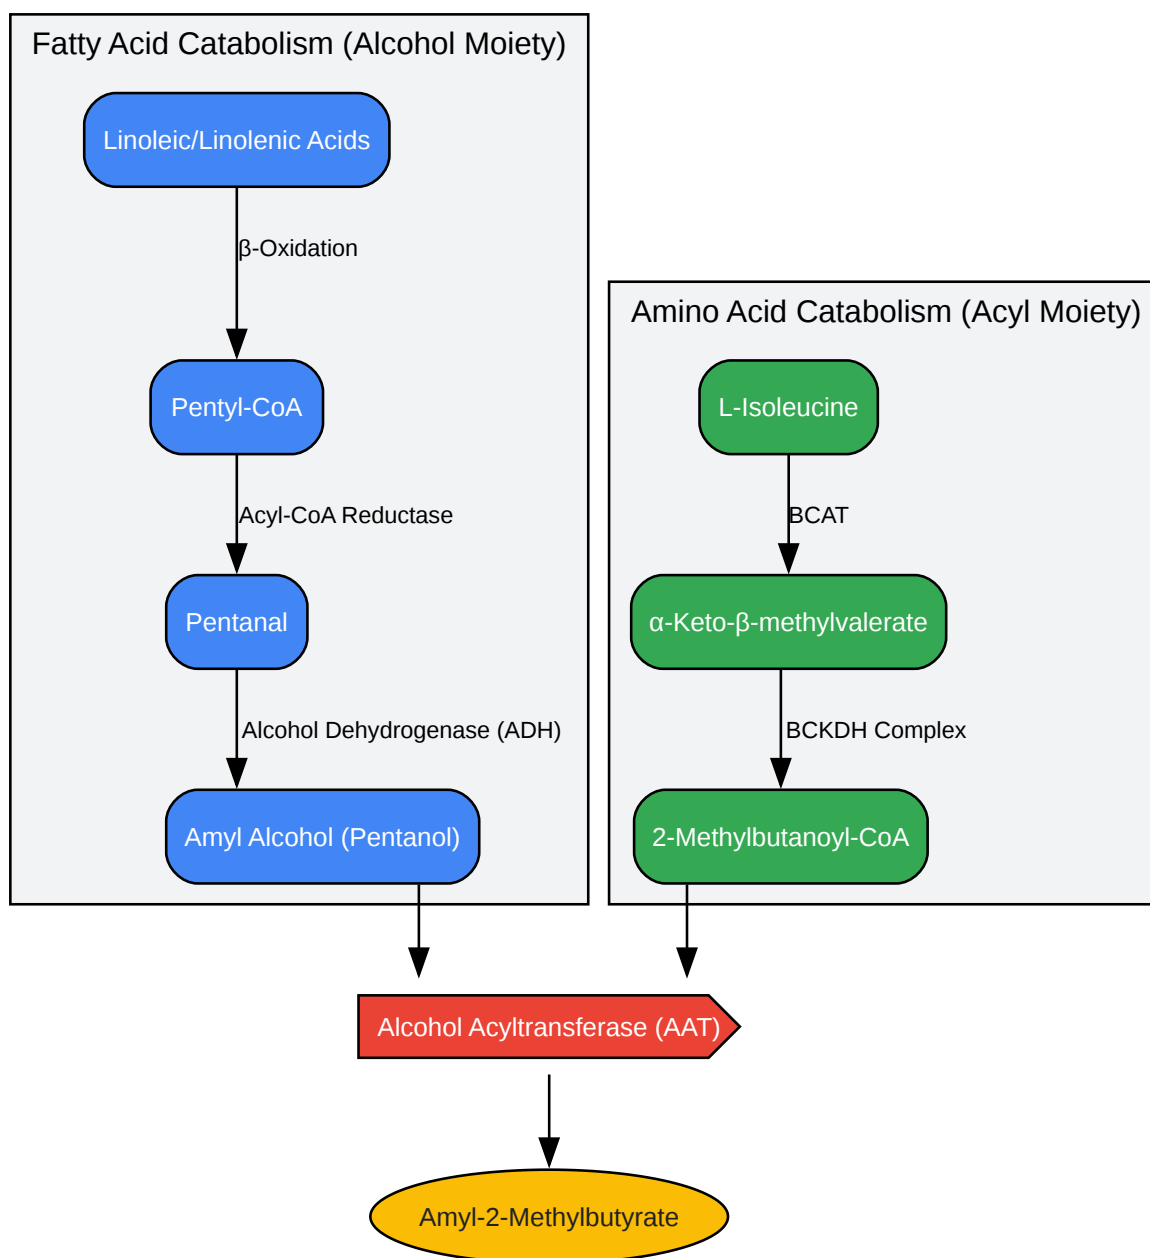 Fatty Acid Catabolism (Alcohol Moiety)
Linoleic/Linolenic Acids
β-Oxidation
Pentyl-CoA
Acyl-CoA Reductase
Pentanal
Alcohol Dehydrogenase (ADH)
Amyl Alcohol (Pentanol)
Amino Acid Catabolism (Acyl Moiety)
L-Isoleucine
BCAT
α-Keto-β-methylvalerate
BCKDH Complex
2-Methylbutanoyl-CoA
Alcohol Acyltransferase (AAT)
Amyl-2-Methylbutyrate